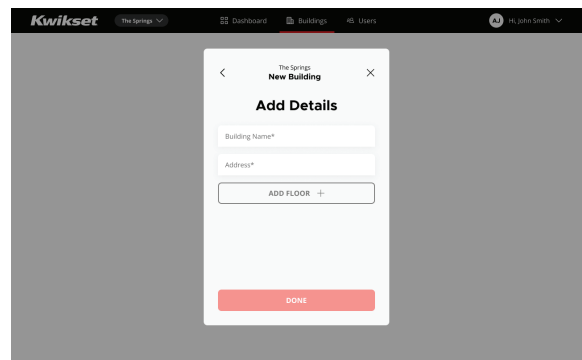 Kwikset The Springs Dashboard Buildings Users AJ Hi, John Smith
The Springs
New Building
Add Details
Building Name*
Address*
ADD FLOOR +
DONE